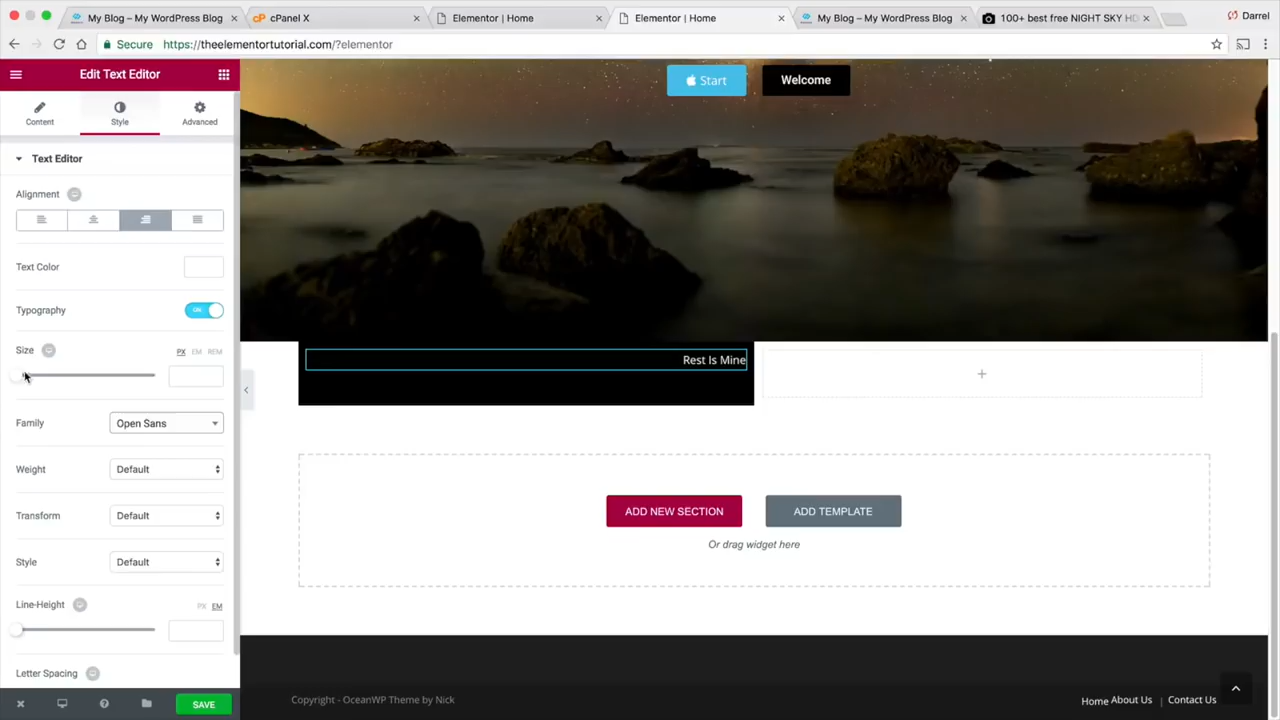 My Blog – My WordPress Blog
cPanel X
Elementor | Home
Elementor | Home
My Blog – My WordPress Blog
100+ best free NIGHT SKY HD
Darrel
Secure
https://theelementortutorial.com/?elementor
Edit Text Editor
Start
Welcome
Content
Style
Advanced
Text Editor
Alignment
Text Color
Typography
ON
Size
PX EM REM
Rest Is Mine
Family
Open Sans
Weight
Default
Transform
Default
Style
Default
Line-Height
PX EM
Letter Spacing
SAVE
ADD NEW SECTION
ADD TEMPLATE
Or drag widget here
Copyright - OceanWP Theme by Nick
Home About Us | Contact Us